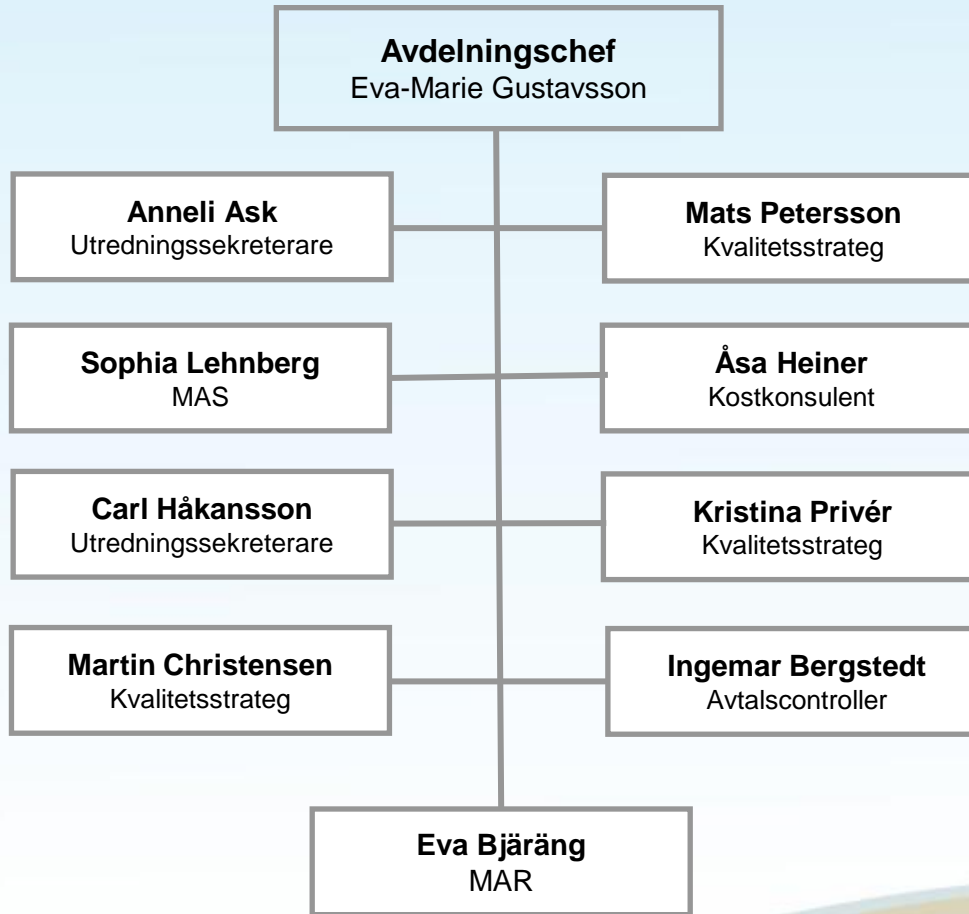 Avdelningschef
Eva-Marie Gustavsson
Anneli Ask
Utredningssekreterare
Mats Petersson
Kvalitetsstrateg
Sophia Lehnberg
MAS
Åsa Heiner
Kostkonsulent
Carl Håkansson
Utredningssekreterare
Kristina Privér
Kvalitetsstrateg
Martin Christensen
Kvalitetsstrateg
Ingemar Bergstedt
Avtalscontroller
Eva Bjäräng
MAR